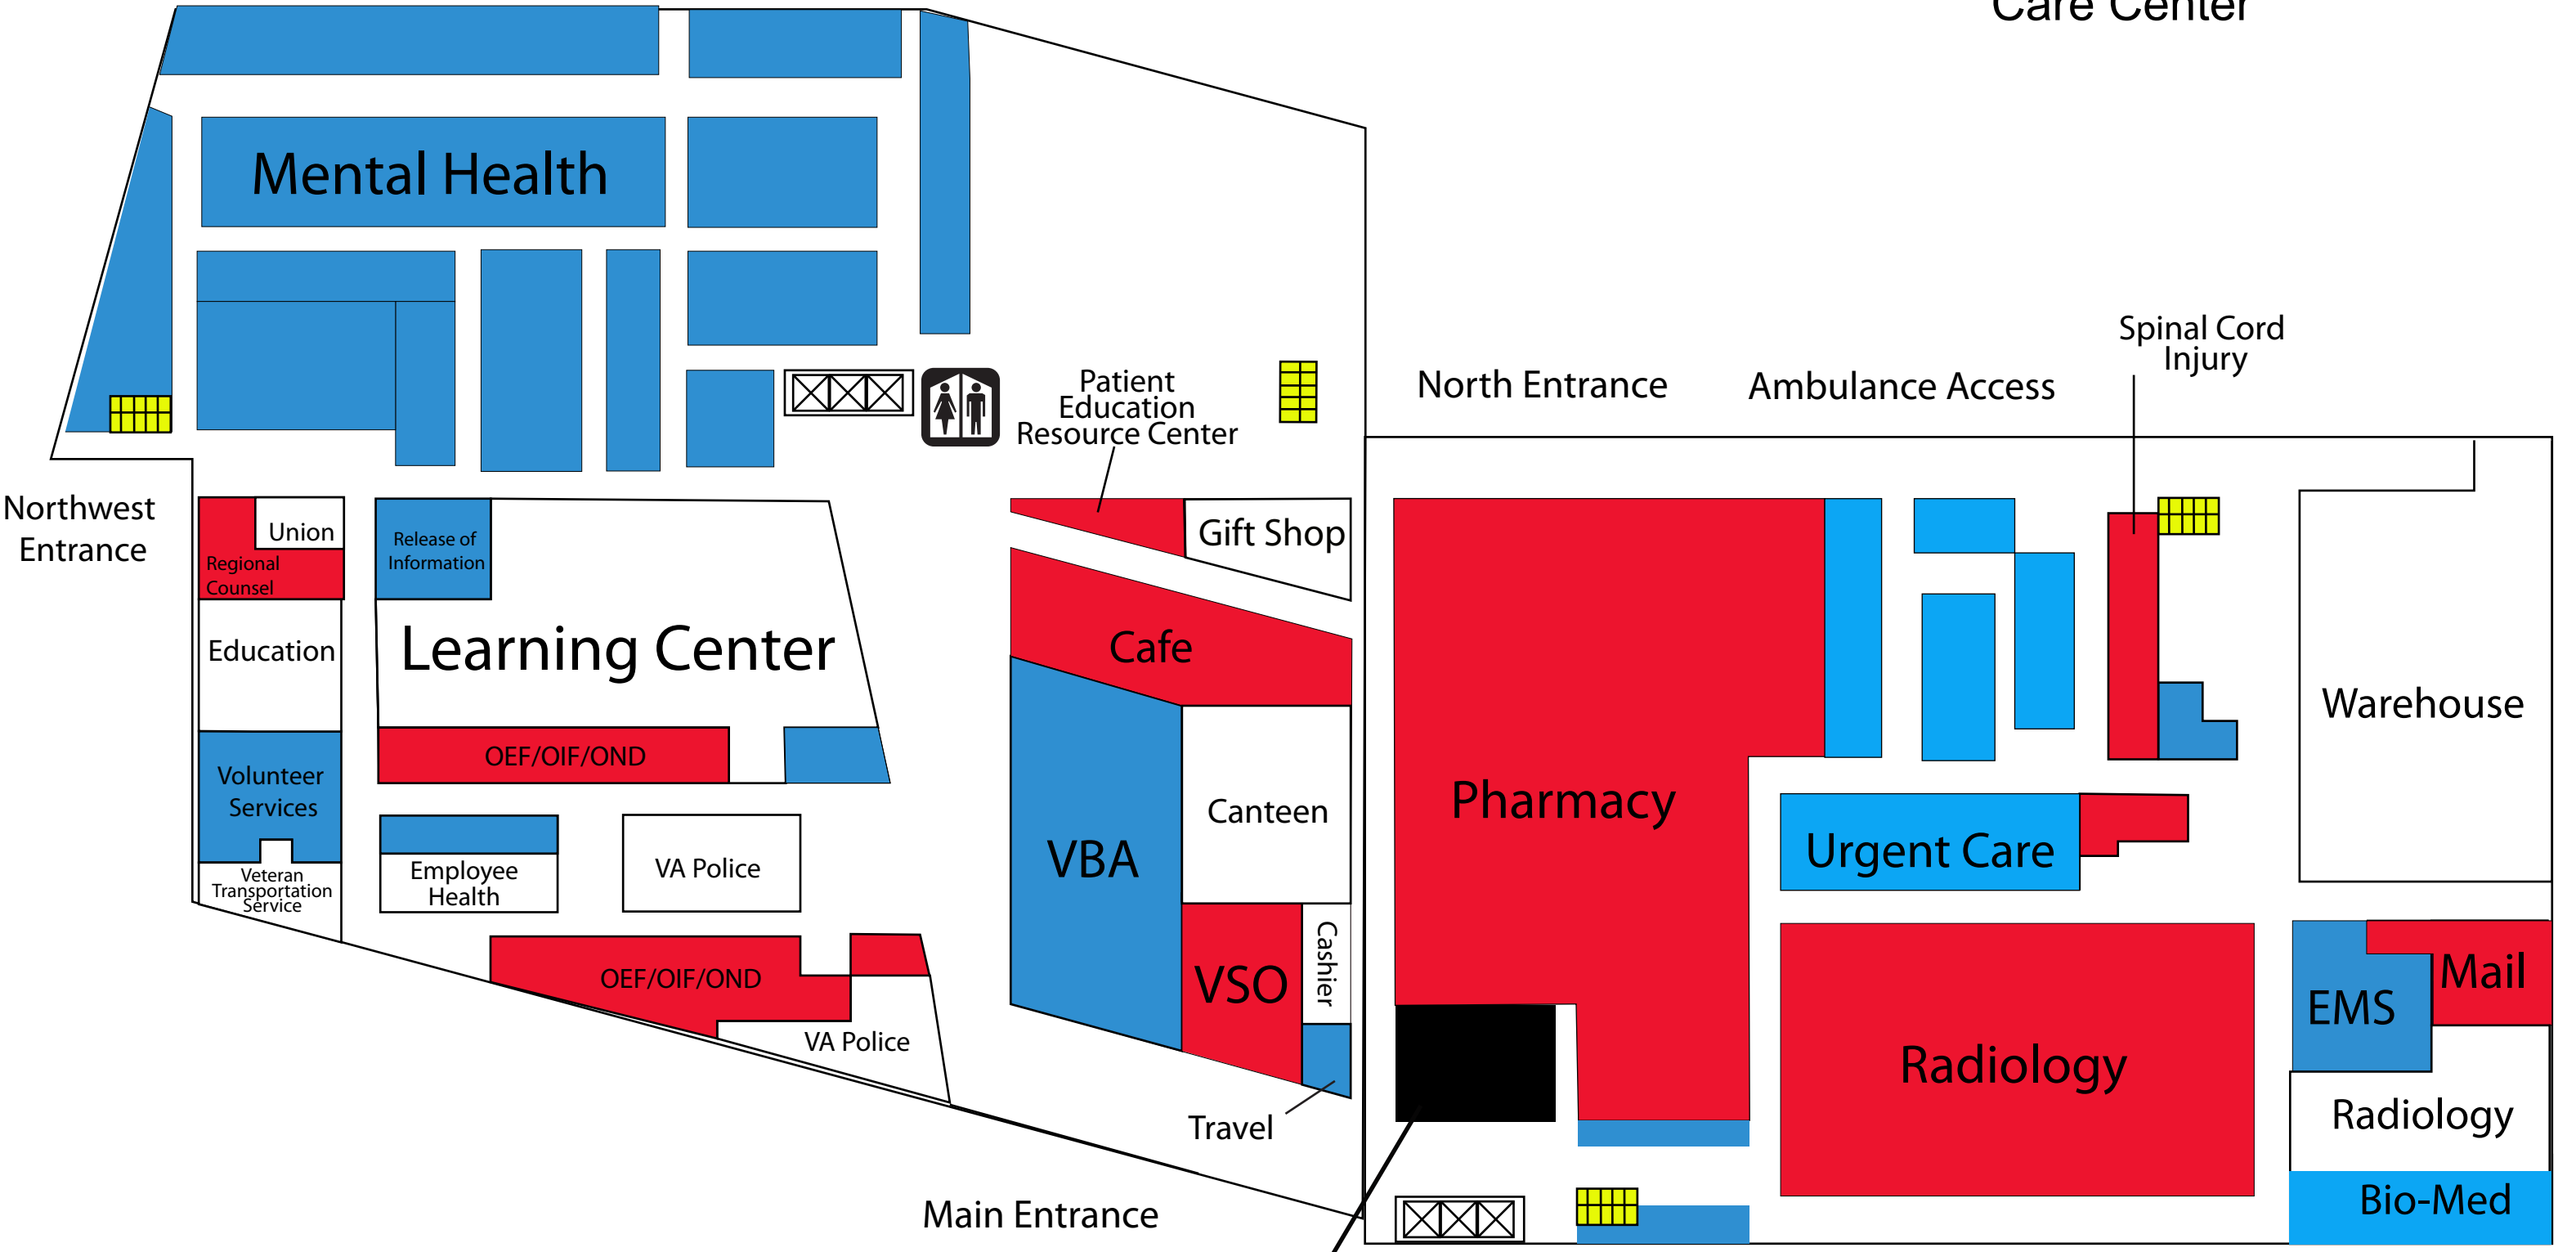 Care Center
Mental Health
Spinal Cord
Injury
Patient
Education
Resource Center
North Entrance
Ambulance Access
Northwest
Entrance
Union
Regional
Counsel
Release of
Information
Gift Shop
Education
Learning Center
Cafe
Warehouse
OEF/OIF/OND
Volunteer
Services
Canteen
Pharmacy
Urgent Care
VBA
Employee
Health
VA Police
Veteran
Transportation
Service
Cashier
OEF/OIF/OND
VSO
Mail
EMS
VA Police
Radiology
Travel
Radiology
Main Entrance
Bio-Med